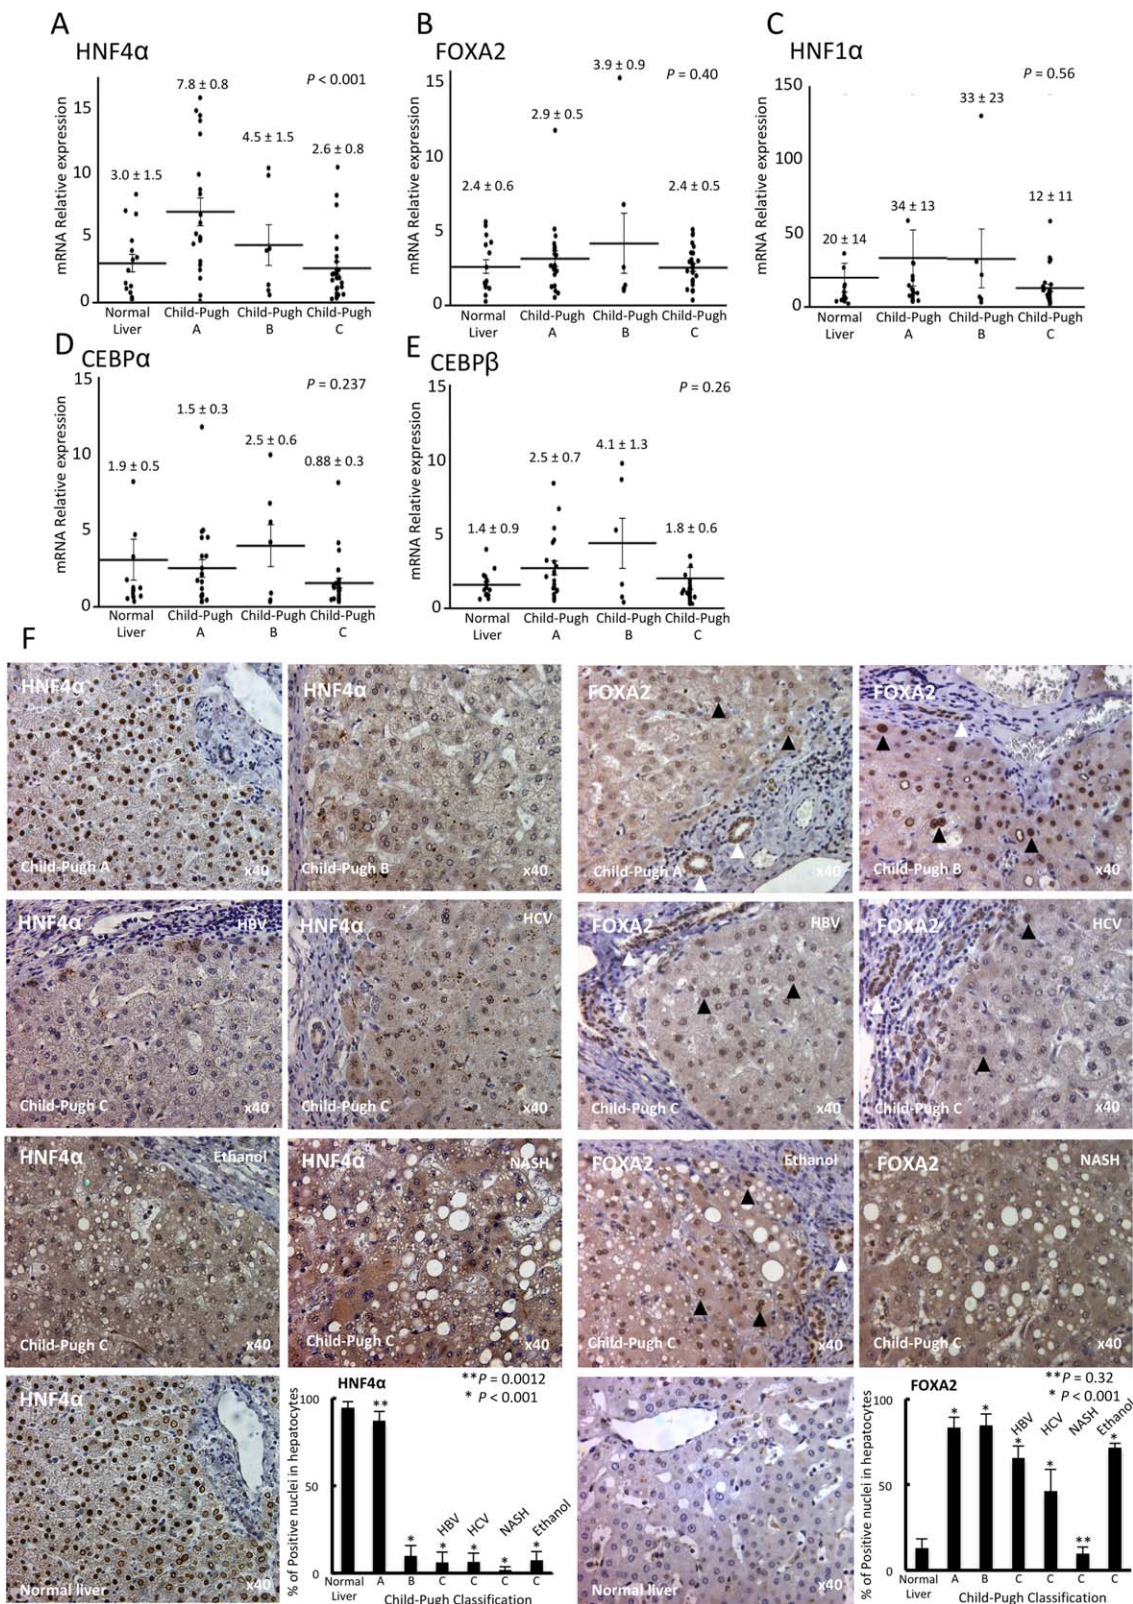 A
HNF4α
mRNA Relative expression
15
10
5
0
3.0 ± 1.5
7.8 ± 0.8
4.5 ± 1.5
2.6 ± 0.8
P < 0.001
Normal Liver
Child-Pugh A
Child-Pugh B
Child-Pugh C
B
FOXA2
mRNA Relative expression
15
10
5
0
2.4 ± 0.6
2.9 ± 0.5
3.9 ± 0.9
2.4 ± 0.5
P = 0.40
Normal Liver
Child-Pugh A
Child-Pugh B
Child-Pugh C
C
HNF1α
mRNA Relative expression
150
100
50
0
20 ± 14
34 ± 13
33 ± 23
12 ± 11
P = 0.56
Normal Liver
Child-Pugh A
Child-Pugh B
Child-Pugh C
D
CEBPα
mRNA Relative expression
15
10
5
0
1.9 ± 0.5
1.5 ± 0.3
2.5 ± 0.6
0.88 ± 0.3
P = 0.237
Normal Liver
Child-Pugh A
Child-Pugh B
Child-Pugh C
E
CEBPβ
mRNA Relative expression
15
10
5
0
1.4 ± 0.9
2.5 ± 0.7
4.1 ± 1.3
1.8 ± 0.6
P = 0.26
Normal Liver
Child-Pugh A
Child-Pugh B
Child-Pugh C
F
HNF4α
Child-Pugh A
x40
HNF4α
Child-Pugh B
x40
FOXA2
Child-Pugh A
x40
FOXA2
Child-Pugh B
x40
HNF4α
HBV
Child-Pugh C
x40
HNF4α
HCV
Child-Pugh C
x40
FOXA2
HBV
Child-Pugh C
x40
FOXA2
HCV
Child-Pugh C
x40
HNF4α
Ethanol
Child-Pugh C
x40
HNF4α
NASH
Child-Pugh C
x40
FOXA2
Ethanol
Child-Pugh C
x40
FOXA2
NASH
Child-Pugh C
x40
HNF4α
Normal liver
x40
HNF4α
**P = 0.0012
* P < 0.001
% of Positive nuclei in hepatocytes
100
50
0
**
*
HBV
*
HCV
*
NASH
*
Ethanol
*
Normal Liver
A
B
C
C
C
C
Child-Pugh Classification
FOXA2
Normal liver
x40
FOXA2
**P = 0.32
* P < 0.001
% of Positive nuclei in hepatocytes
100
50
0
*
*
HBV
*
HCV
*
NASH
**
Ethanol
*
Normal Liver
A
B
C
C
C
C
Child-Pugh Classification